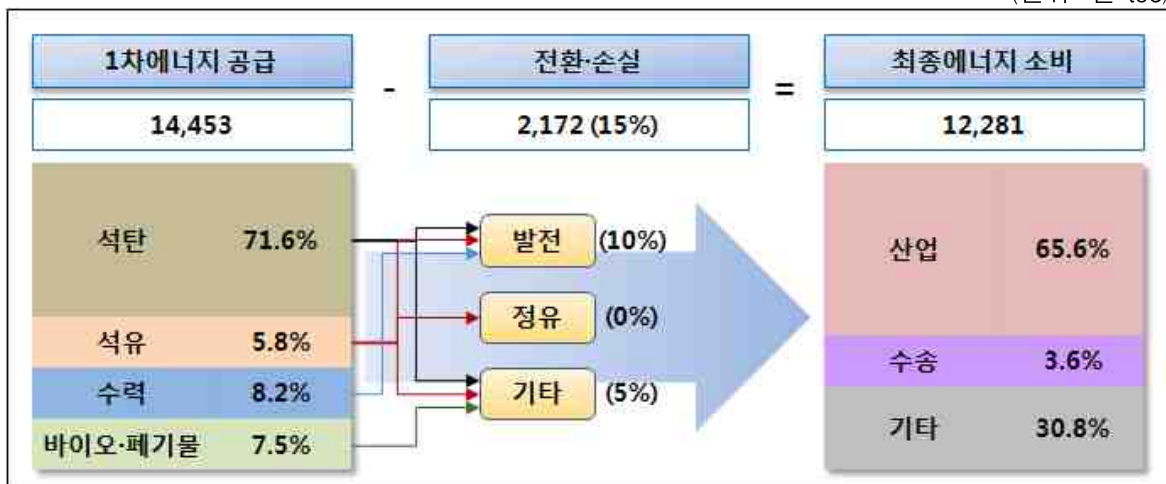 1차에너지 공급 - 전환·손실 = 최종에너지 소비
14,453 2,172 (15%) 12,281
석탄 71.6%
석유 5.8%
수력 8.2%
바이오·폐기물 7.5%
발전 (10%)
정유 (0%)
기타 (5%)
산업 65.6%
수송 3.6%
기타 30.8%